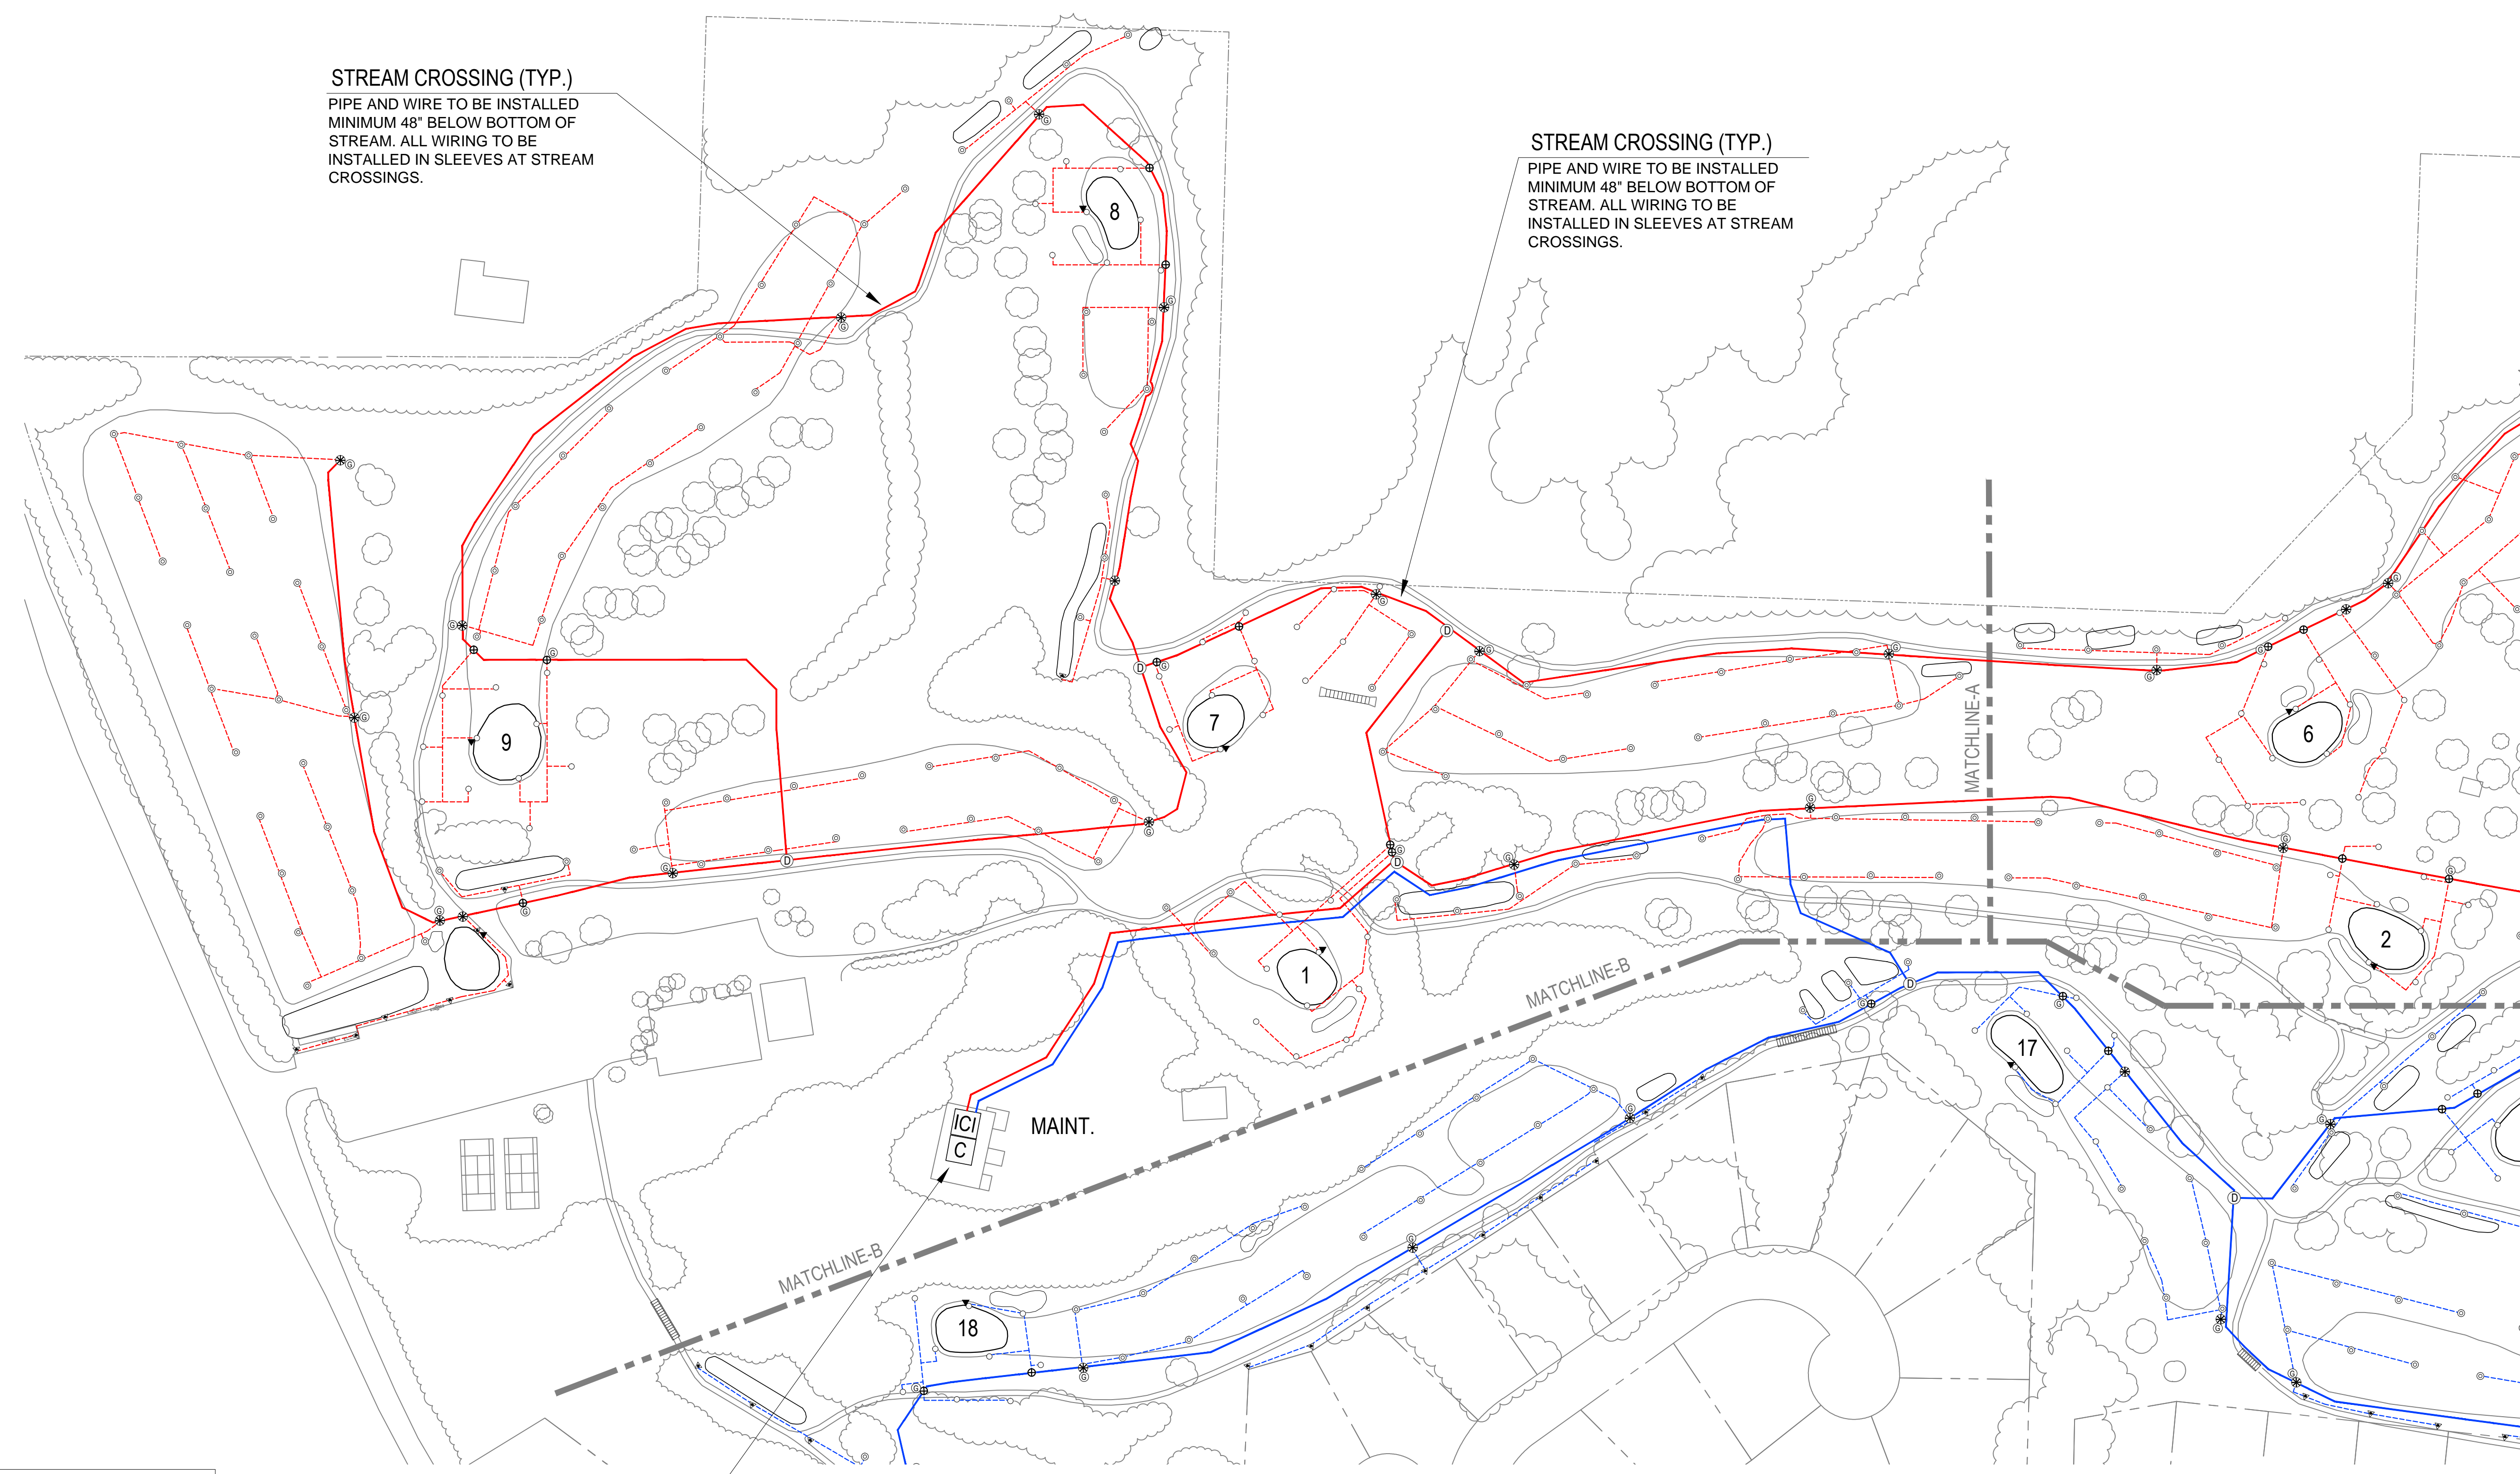 STREAM CROSSING (TYP.)
PIPE AND WIRE TO BE INSTALLED
MINIMUM 48" BELOW BOTTOM OF
STREAM. ALL WIRING TO BE
INSTALLED IN SLEEVES AT STREAM
CROSSINGS.
STREAM CROSSING (TYP.)
PIPE AND WIRE TO BE INSTALLED
MINIMUM 48" BELOW BOTTOM OF
STREAM. ALL WIRING TO BE
INSTALLED IN SLEEVES AT STREAM
CROSSINGS.
G
8
G
G
G
G
G
G
D
G
D
G
G
G
G
G
G
7
9
6
MATCHLINE-A
G
G
G
G
D
G
G
D
G
G
G
G
2
1
MATCHLINE-B
D
G
G
17
ICI
C
MAINT.
G
G
D
G
MATCHLINE-B
18
G
G
G
G